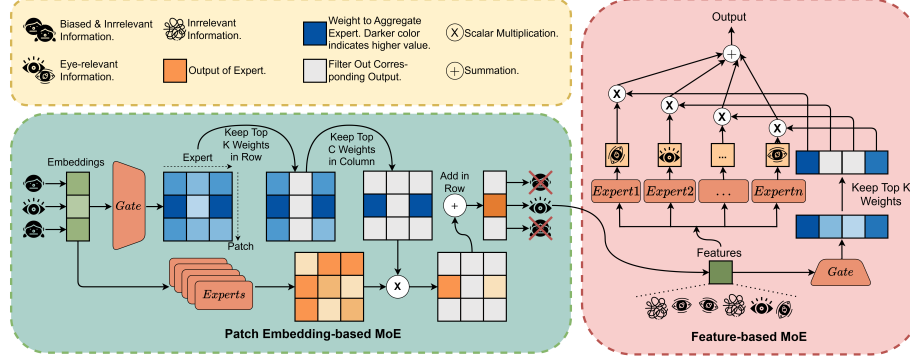 Biased & Irrelevant
Information.
Inrrelevant
Information.
Weight to Aggregate
Expert. Darker color
indicates higher value.
Scalar Multiplication.
X
Eye-relevant
Information.
Output of Expert.
Filter Out Corres-
ponding Output.
+
Summation.
Embeddings
Expert
Gate
Patch
Keep Top
K Weights
in Row
Keep Top
C Weights
in Column
Add in
Row
+
Experts
X
Patch Embedding-based MoE
Output
+
X
X
X
X
...
Expert1
Expert2
...
Expertn
Keep Top K
Weights
Features
Gate
Feature-based MoE